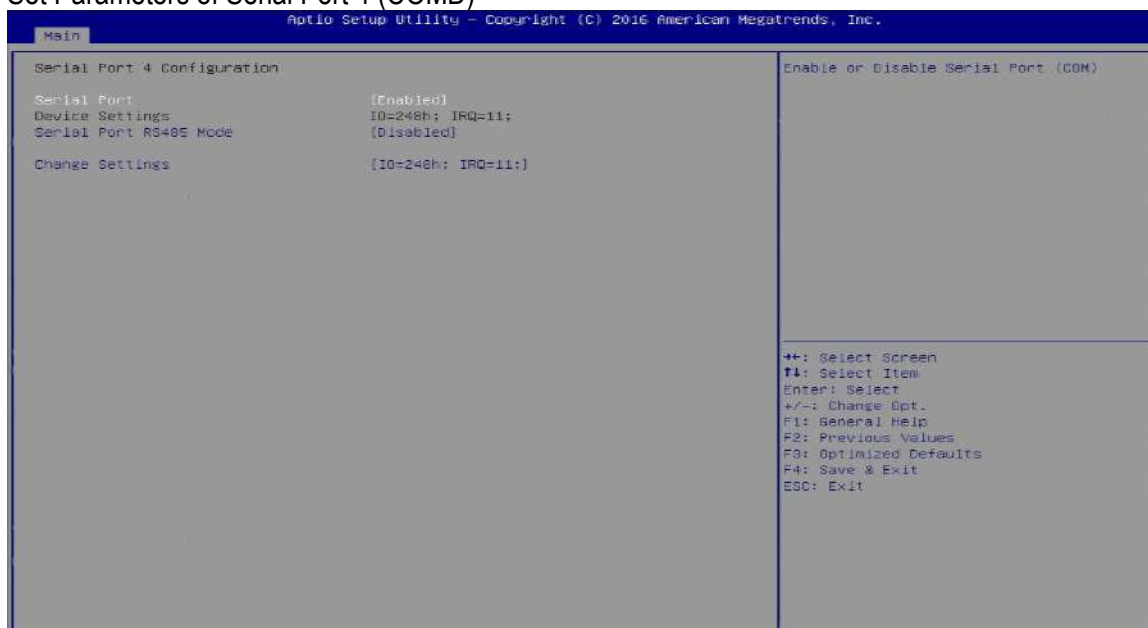 Set Parameters of Serial Port 4 (COMD)
Aptio Setup Utility – Copyright (C) 2016 American Megatrends, Inc.
Main
Serial Port 4 Configuration
Enable or Disable Serial Port (COM)
Serial Port [Enabled]
Device Settings IO=248h; IRQ=11;
Serial Port RS485 Mode [Disabled]
Change Settings [IO=248h; IRQ=11;]
→←: Select Screen
↑↓: Select Item
Enter: Select
+/-: Change Opt.
F1: General Help
F2: Previous Values
F3: Optimized Defaults
F4: Save & Exit
ESC: Exit